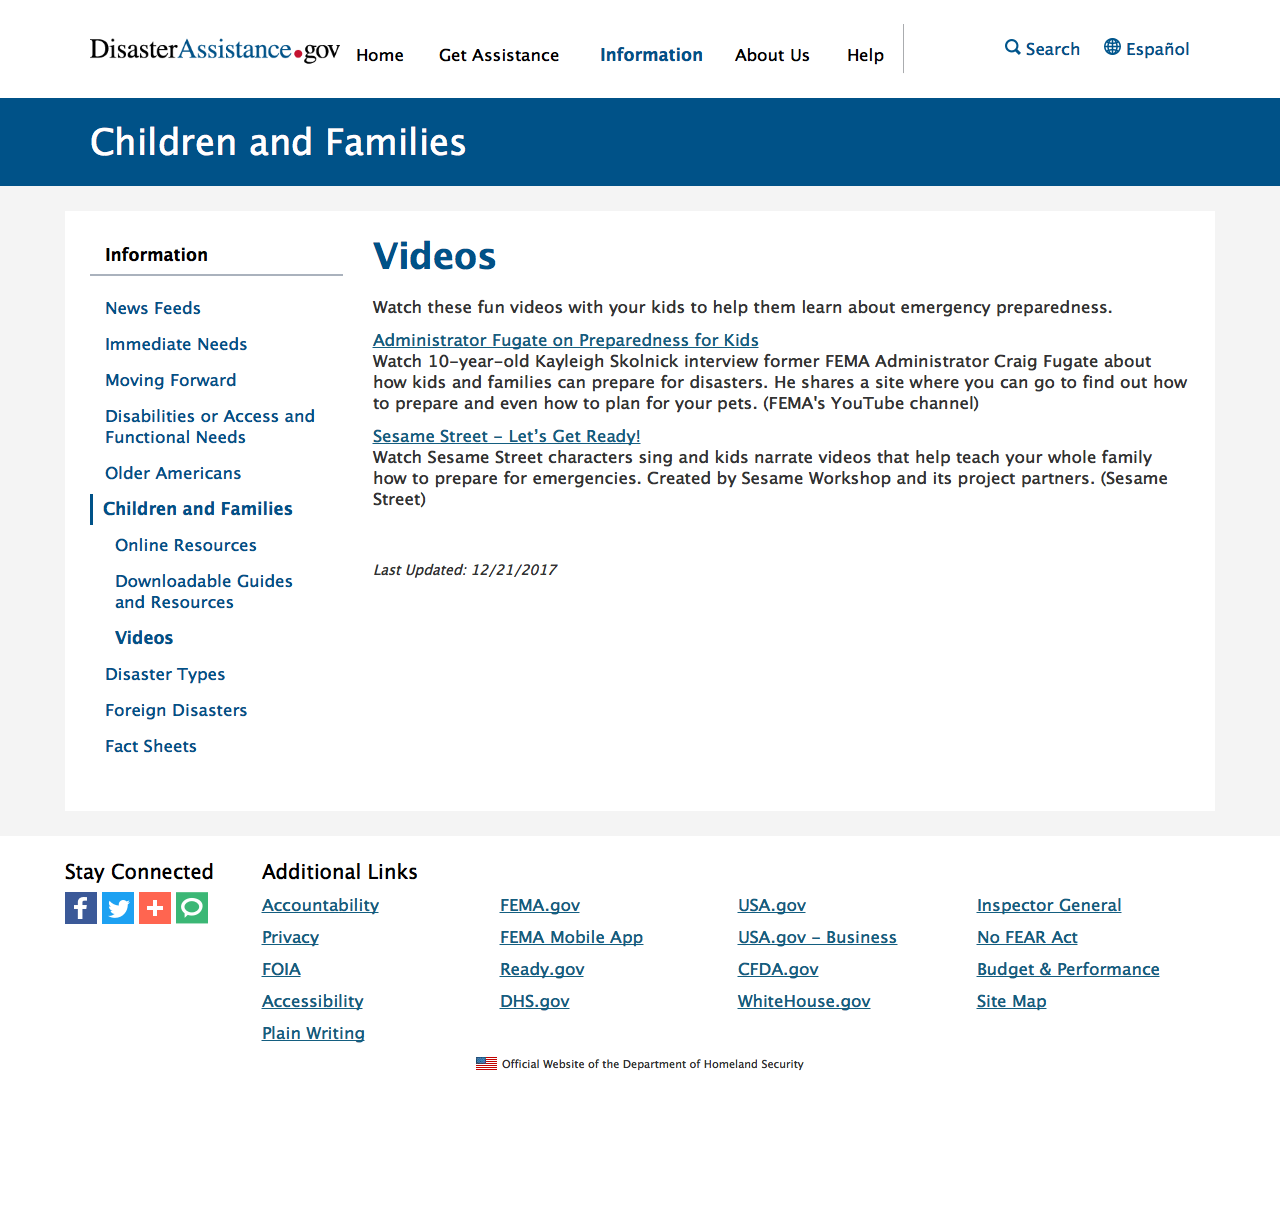 DisasterAssistance.gov
Home
Get Assistance
Information
About Us
Help
Search
Español
Children and Families
Information
News Feeds
Immediate Needs
Moving Forward
Disabilities or Access and
Functional Needs
Older Americans
Children and Families
Online Resources
Downloadable Guides
and Resources
Videos
Disaster Types
Foreign Disasters
Fact Sheets
Videos
Watch these fun videos with your kids to help them learn about emergency preparedness.
Administrator Fugate on Preparedness for Kids
Watch 10-year-old Kayleigh Skolnick interview former FEMA Administrator Craig Fugate about
how kids and families can prepare for disasters. He shares a site where you can go to find out how
to prepare and even how to plan for your pets. (FEMA's YouTube channel)
Sesame Street – Let’s Get Ready!
Watch Sesame Street characters sing and kids narrate videos that help teach your whole family
how to prepare for emergencies. Created by Sesame Workshop and its project partners. (Sesame
Street)
Last Updated: 12/21/2017
Stay Connected
Additional Links
Accountability
Privacy
FOIA
Accessibility
Plain Writing
FEMA.gov
FEMA Mobile App
Ready.gov
DHS.gov
USA.gov
USA.gov - Business
CFDA.gov
WhiteHouse.gov
Inspector General
No FEAR Act
Budget & Performance
Site Map
Official Website of the Department of Homeland Security